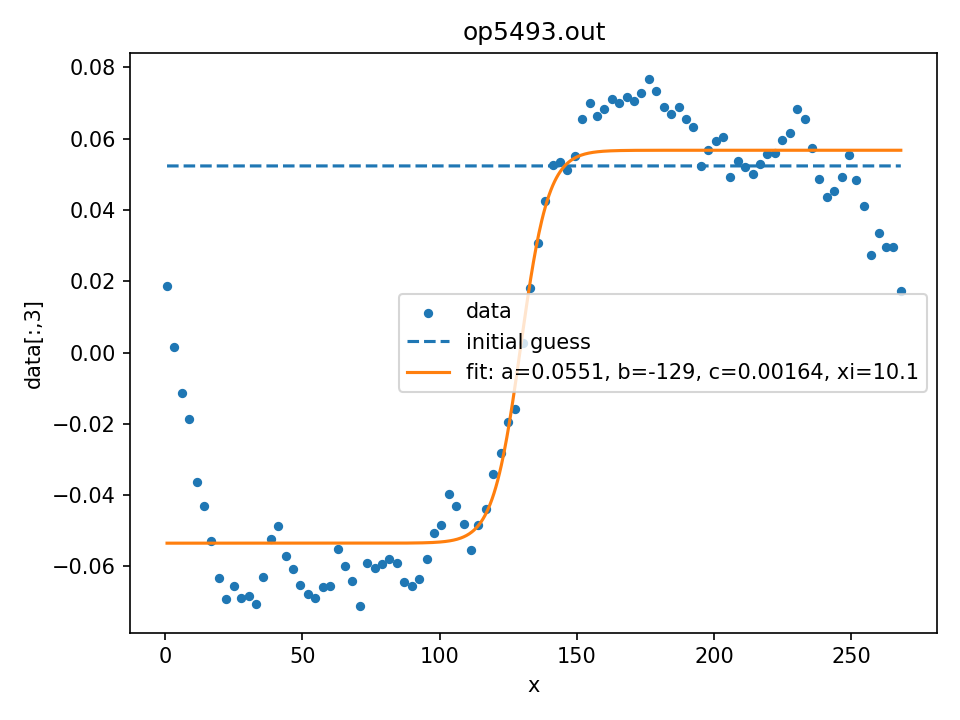 op5493.out
0.08
0.06
0.04
0.02
0.00
−0.02
−0.04
−0.06
data[:,3]
data
initial guess
fit: a=0.0551, b=-129, c=0.00164, xi=10.1
0
50
100
150
200
250
x